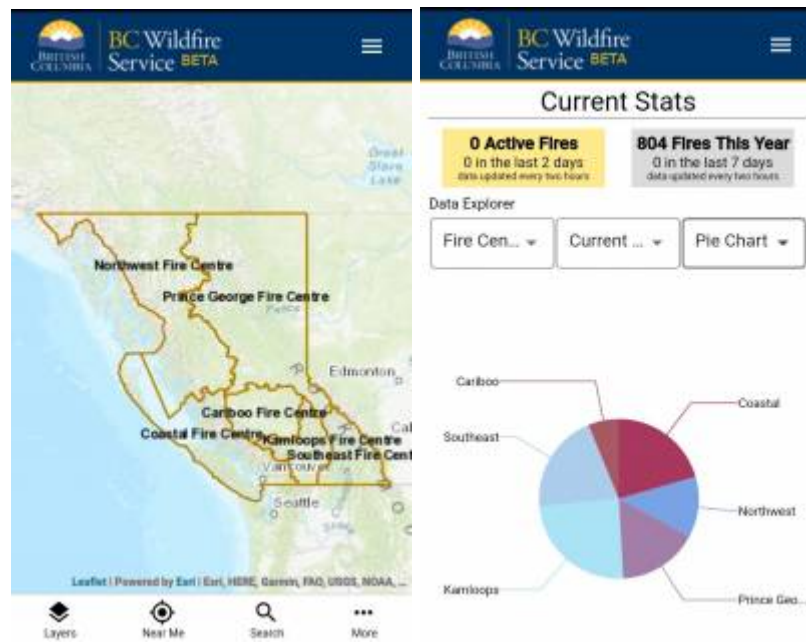 BRITISH
COLUMBIA
BC Wildfire
Service BETA
Great
Slave
Lake
Northwest Fire Centre
Prince George Fire Centre
Edmonton
Cariboo Fire Centre
Coastal Fire Centre
Kamloops Fire Centre
Southeast Fire Cent
Vancouver
Seattle
Leaflet | Powered by Esri | Esri, HERE, Garmin, FAO, USGS, NOAA, ...
Layers
Near Me
Search
More
BRITISH
COLUMBIA
BC Wildfire
Service BETA
Current Stats
0 Active Fires
0 in the last 2 days
data updated every two hours
804 Fires This Year
0 in the last 7 days
data updated every two hours
Data Explorer
Fire Cen...
Current ...
Pie Chart
Cariboo
Coastal
Southeast
Northwest
Kamloops
Prince Geo...